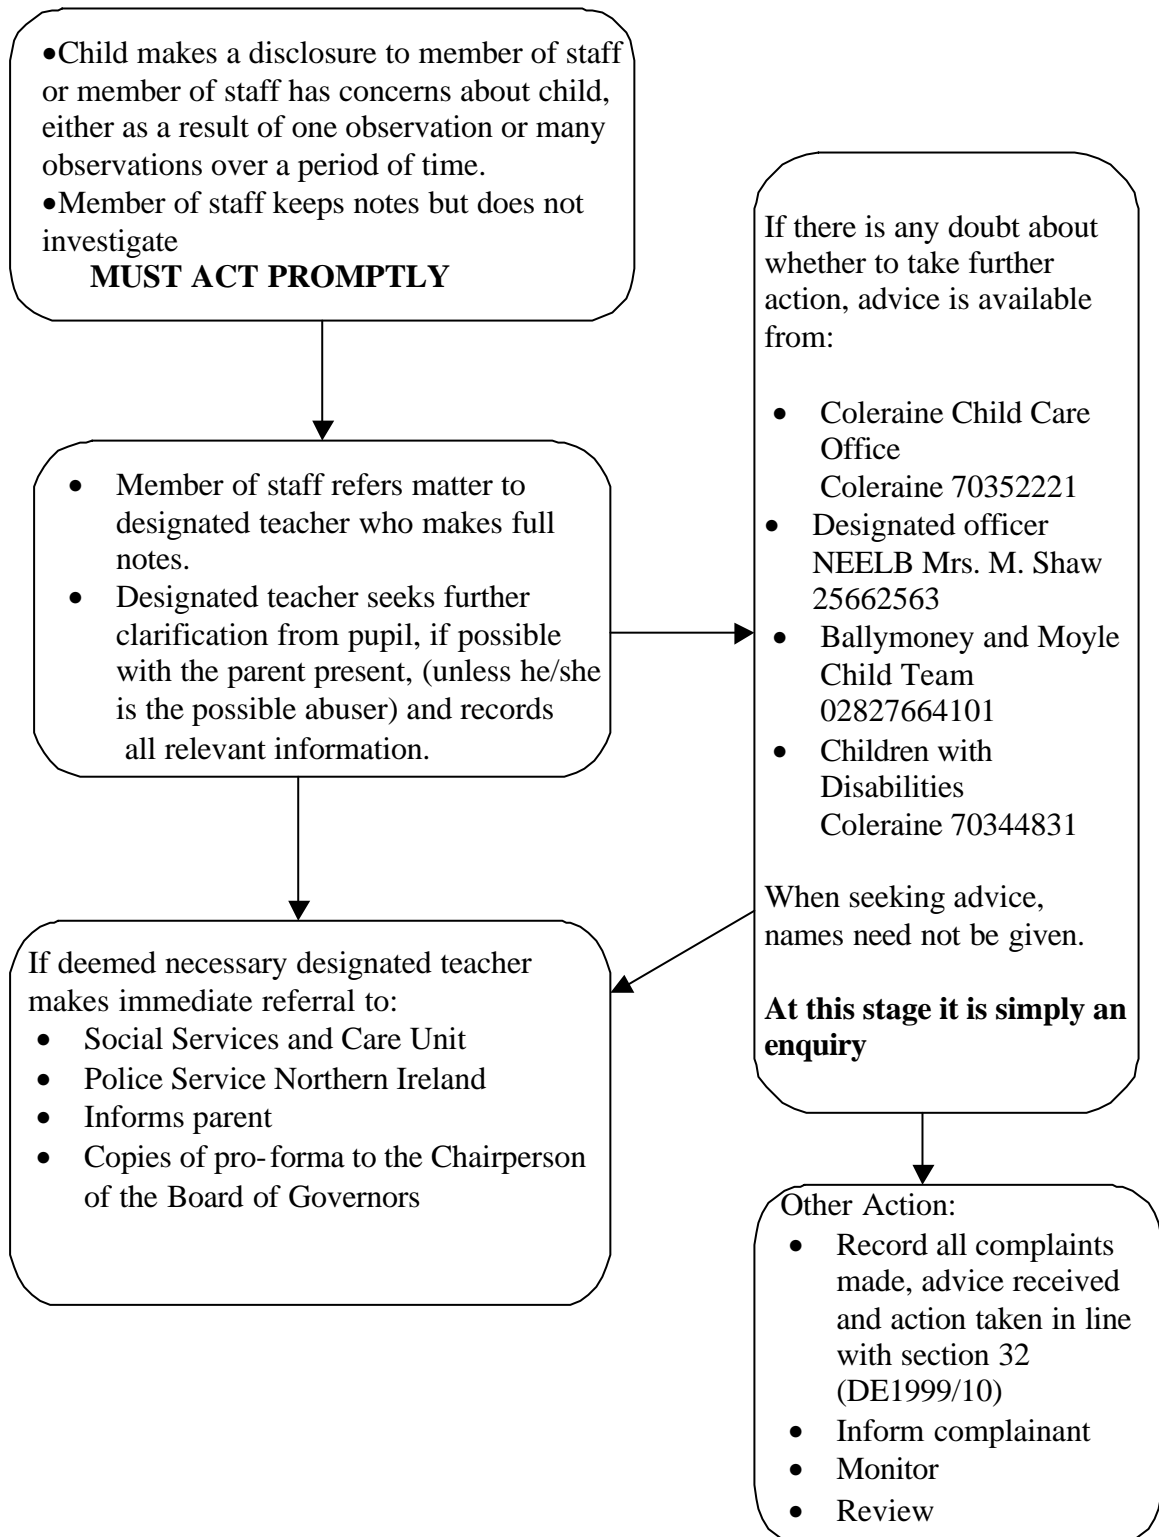 •Child makes a disclosure to member of staff
or member of staff has concerns about child,
either as a result of one observation or many
observations over a period of time.
•Member of staff keeps notes but does not
investigate
MUST ACT PROMPTLY
• Member of staff refers matter to
designated teacher who makes full
notes.
• Designated teacher seeks further
clarification from pupil, if possible
with the parent present, (unless he/she
is the possible abuser) and records
all relevant information.
If there is any doubt about
whether to take further
action, advice is available
from:
• Coleraine Child Care
Office
Coleraine 70352221
• Designated officer
NEELB Mrs. M. Shaw
25662563
• Ballymoney and Moyle
Child Team
02827664101
• Children with
Disabilities
Coleraine 70344831
When seeking advice,
names need not be given.
At this stage it is simply an
enquiry
If deemed necessary designated teacher
makes immediate referral to:
• Social Services and Care Unit
• Police Service Northern Ireland
• Informs parent
• Copies of pro-forma to the Chairperson
of the Board of Governors
Other Action:
• Record all complaints
made, advice received
and action taken in line
with section 32
(DE1999/10)
• Inform complainant
• Monitor
• Review